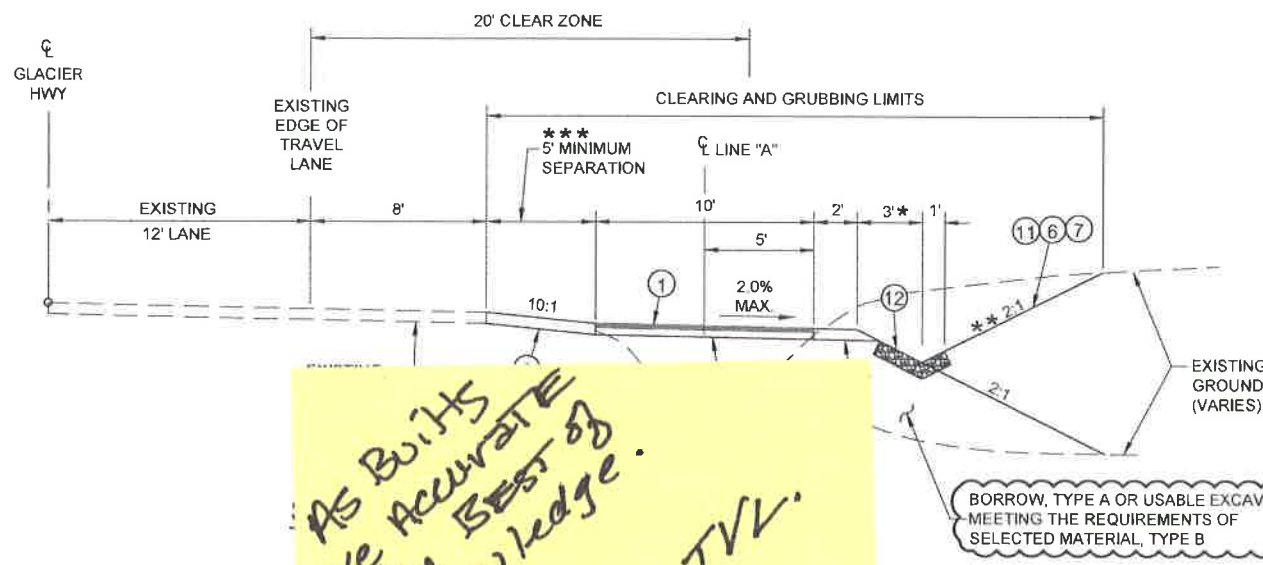 20' CLEAR ZONE
℄
GLACIER
HWY
CLEARING AND GRUBBING LIMITS
EXISTING
EDGE OF
TRAVEL
LANE
***
5' MINIMUM
SEPARATION
℄ LINE "A"
EXISTING
12' LANE
8'
10'
2'
3'*
1'
5'
11 6 7
1
2.0%
MAX.
12
10:1
** 2:1
2:1
EXISTING
GROUND
(VARIES)
BORROW, TYPE A OR USABLE EXCAV
MEETING THE REQUIREMENTS OF
SELECTED MATERIAL, TYPE B
AS BuiltS
Accurate
BEST of